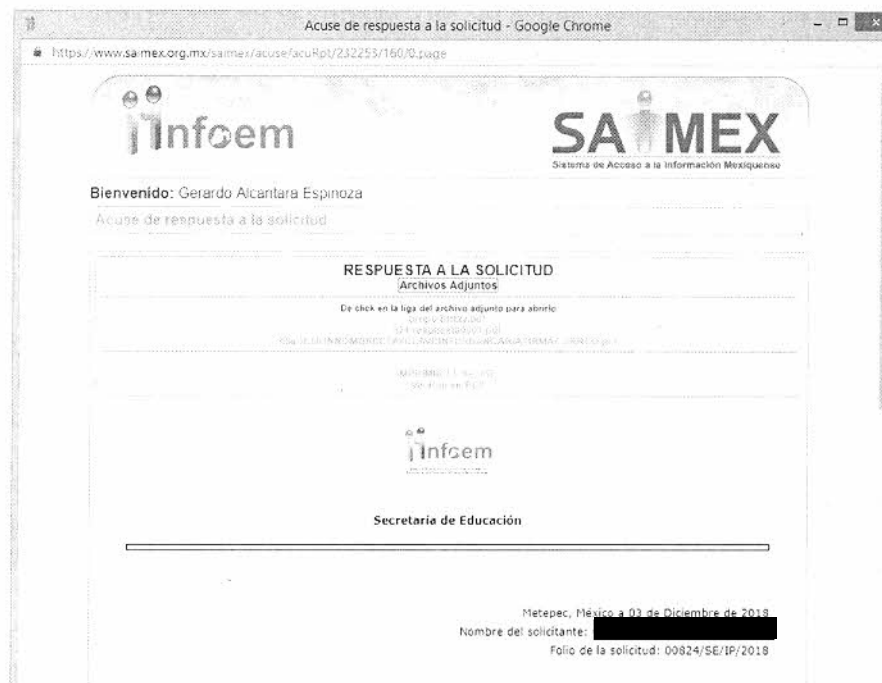 Acuse de respuesta a la solicitud - Google Chrome
https://www.saimex.org.mx/saimex/acuse/acuRpt/232253/160/0.page
infoem
SAIMEX
Sistema de Acceso a la Información Mexiquense
Bienvenido: Gerardo Alcantara Espinoza
Acuse de respuesta a la solicitud
RESPUESTA A LA SOLICITUD
Archivos Adjuntos
De click en la liga del archivo adjunto para abrirlo
infoem
Secretaría de Educación
Metepec, México a 03 de Diciembre de 2018
Nombre del solicitante:
Folio de la solicitud: 00824/SE/IP/2018